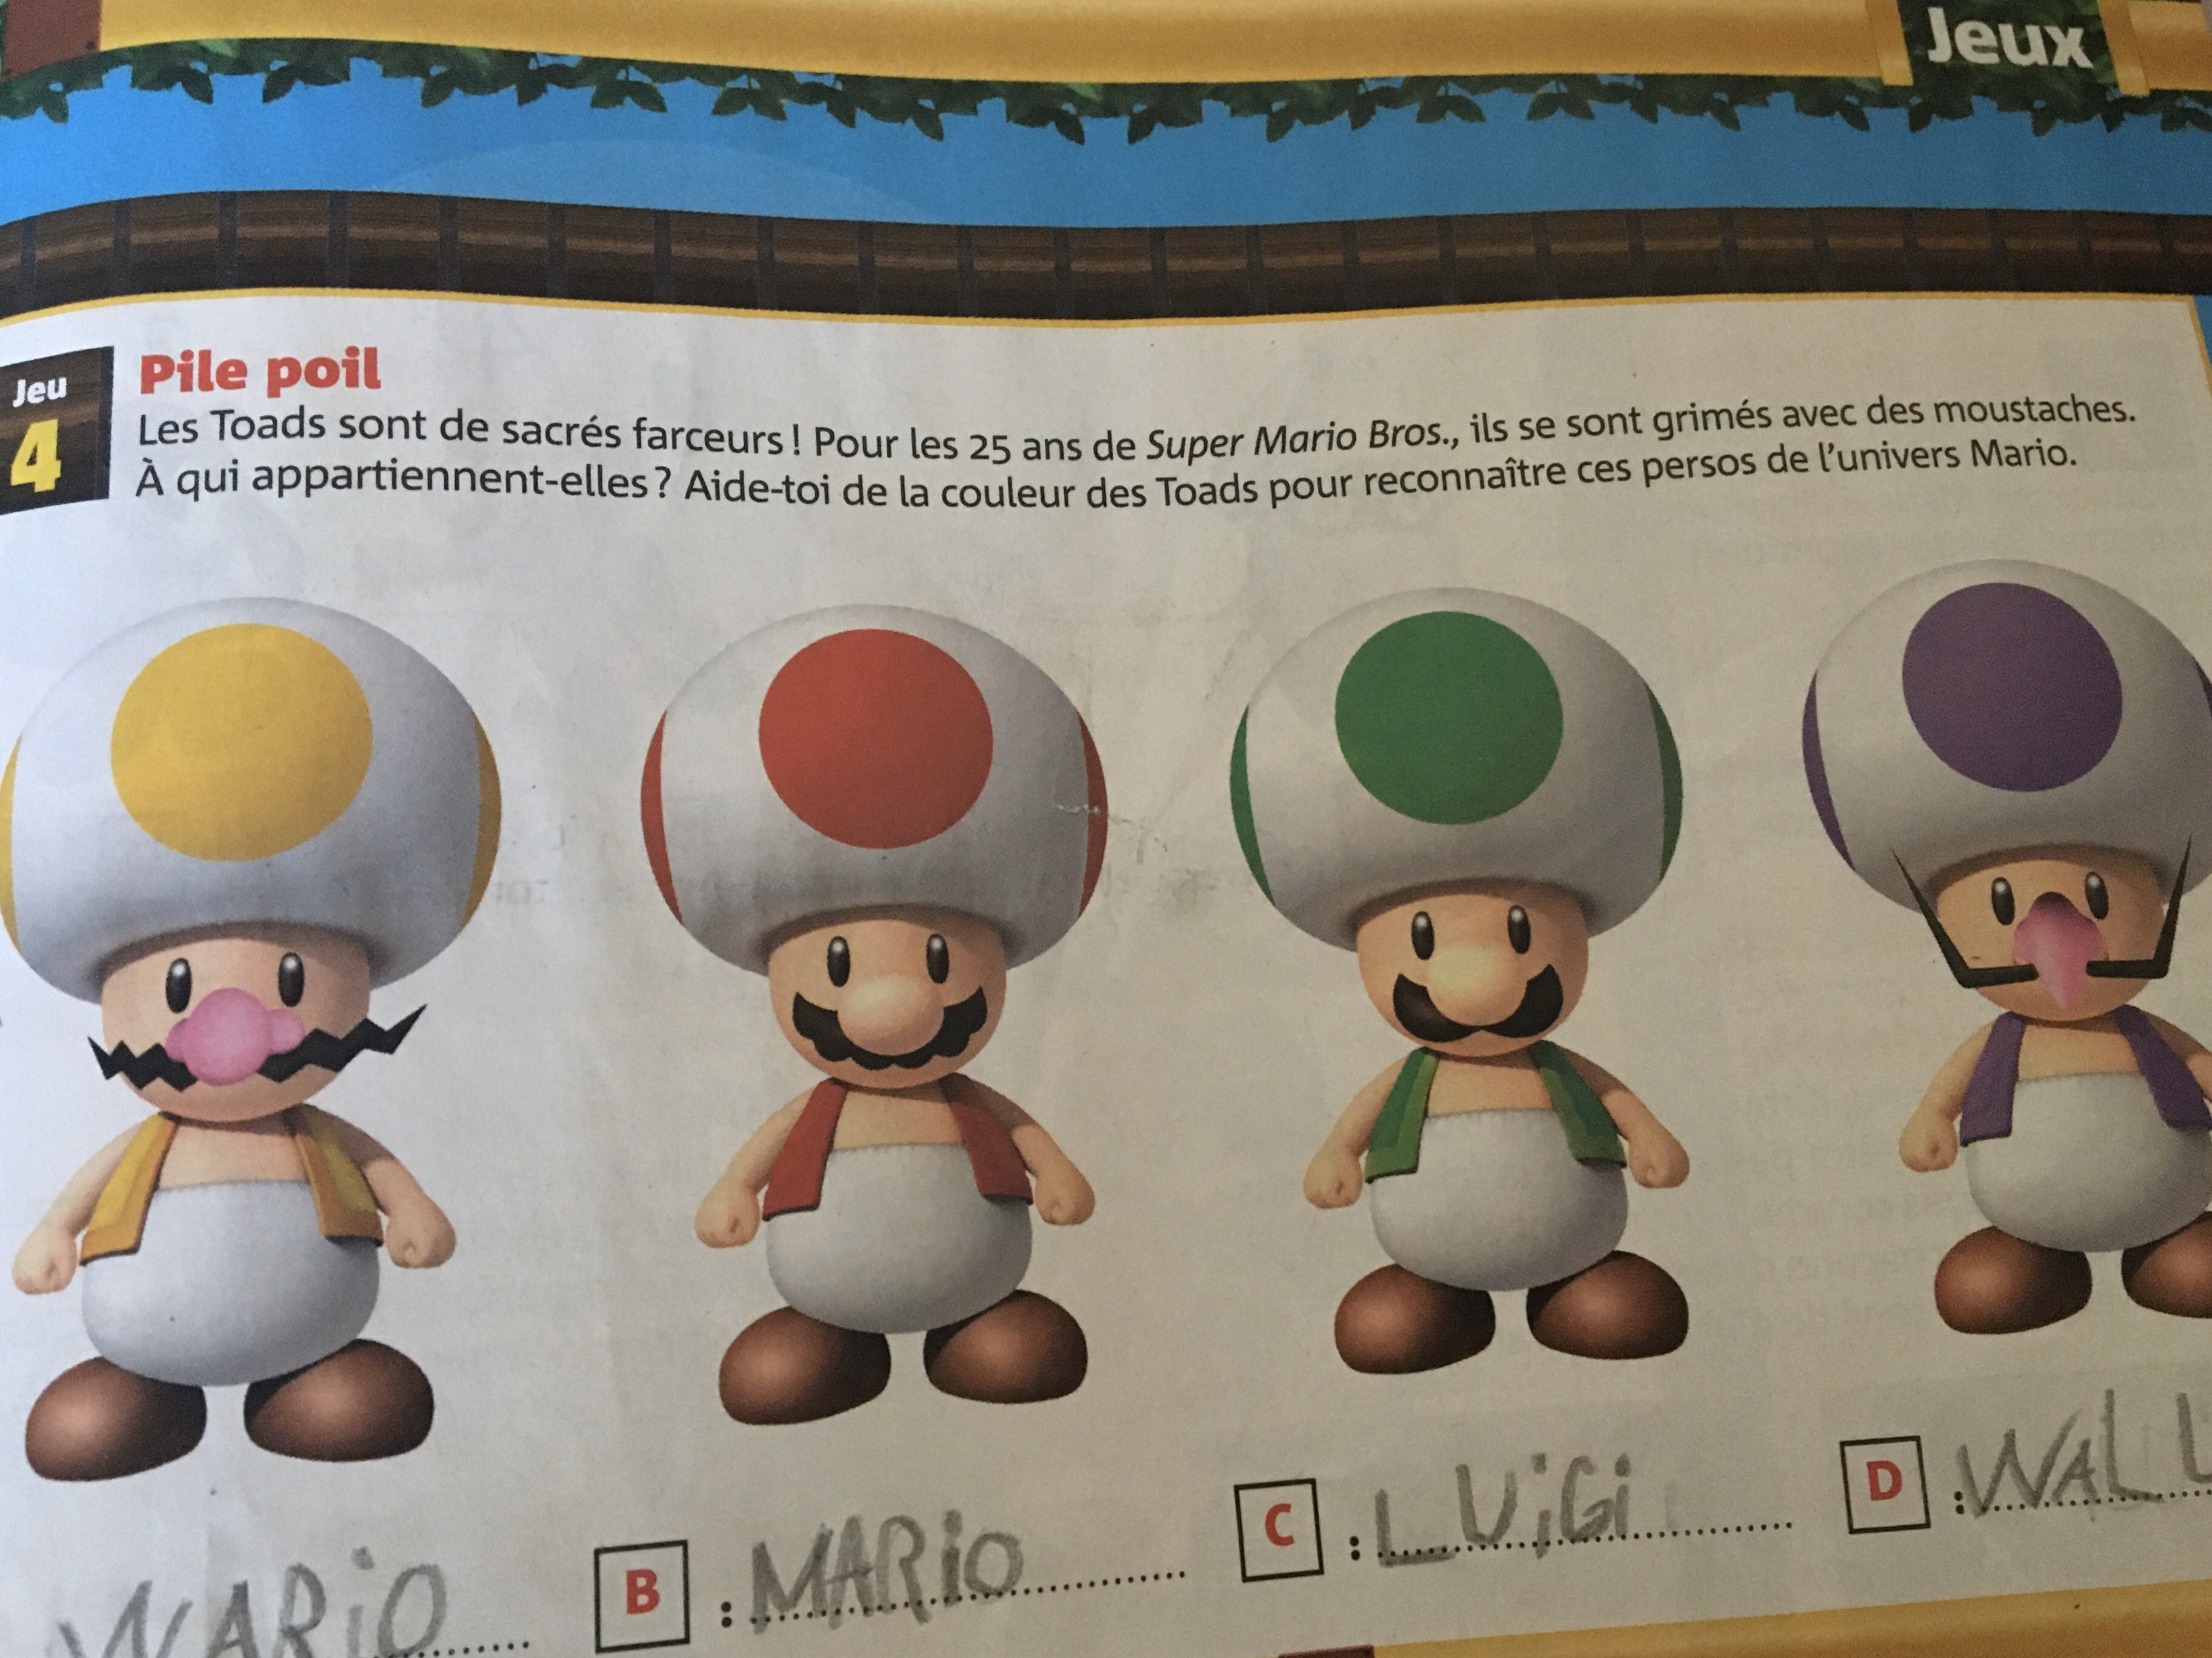 Jeux
Jeu
4
Pile poil
Les Toads sont de sacrés farceurs ! Pour les 25 ans de Super Mario Bros., ils se sont grimés avec des moustaches.
À qui appartiennent-elles ? Aide-toi de la couleur des Toads pour reconnaître ces persos de l'univers Mario.
WARiO
B : MARiO
C : LUiGi
D : WALU